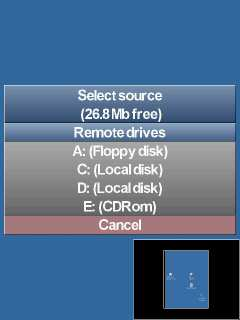 Select source
(26.8 Mb free)
Remote drives
A: (Floppy disk)
C: (Local disk)
D: (Local disk)
E: (CDRom)
Cancel